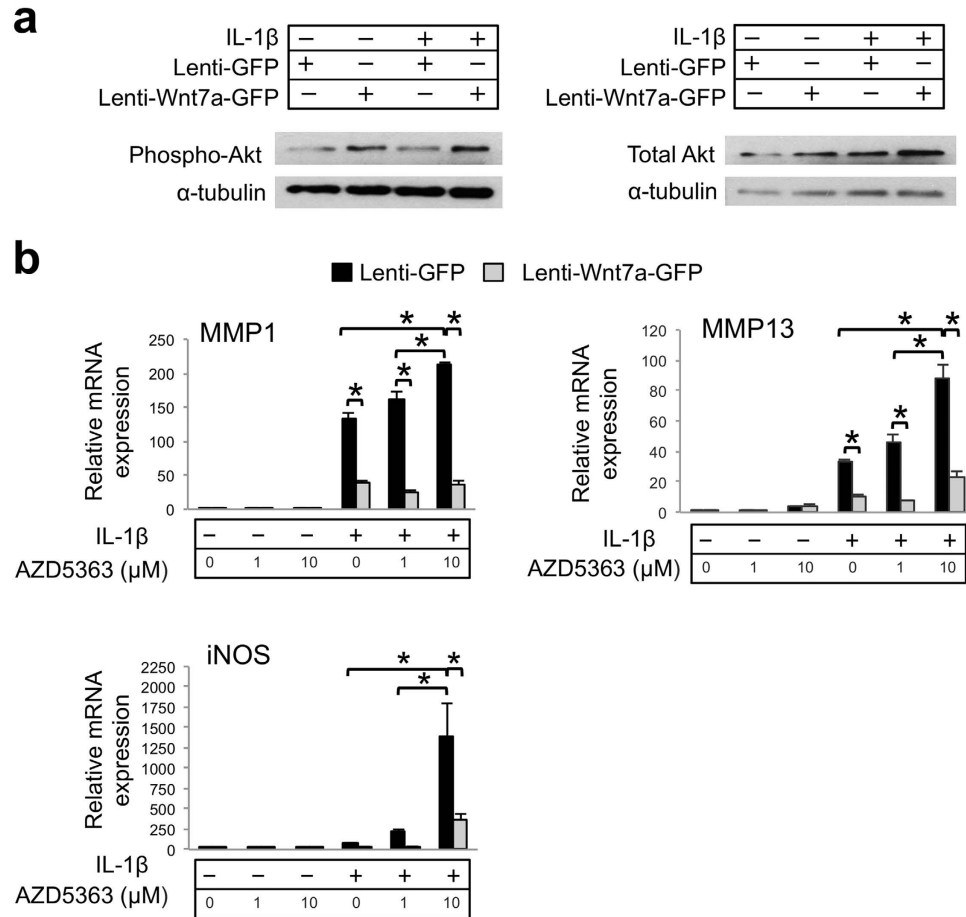 a
IL-1β – – + +
Lenti-GFP + – + –
Lenti-Wnt7a-GFP – + – +
Phospho-Akt
α-tubulin
IL-1β – – + +
Lenti-GFP + – + –
Lenti-Wnt7a-GFP – + – +
Total Akt
α-tubulin
b
Lenti-GFP Lenti-Wnt7a-GFP
MMP1
Relative mRNA
expression
250
200
150
100
50
0
* * * * *
IL-1β – – – + + +
AZD5363 (µM) 0 1 10 0 1 10
MMP13
Relative mRNA
expression
120
100
80
60
40
20
0
* * * * *
IL-1β – – – + + +
AZD5363 (µM) 0 1 10 0 1 10
iNOS
Relative mRNA
expression
2250
2000
1750
1500
1250
1000
750
500
250
0
* * *
IL-1β – – – + + +
AZD5363 (µM) 0 1 10 0 1 10